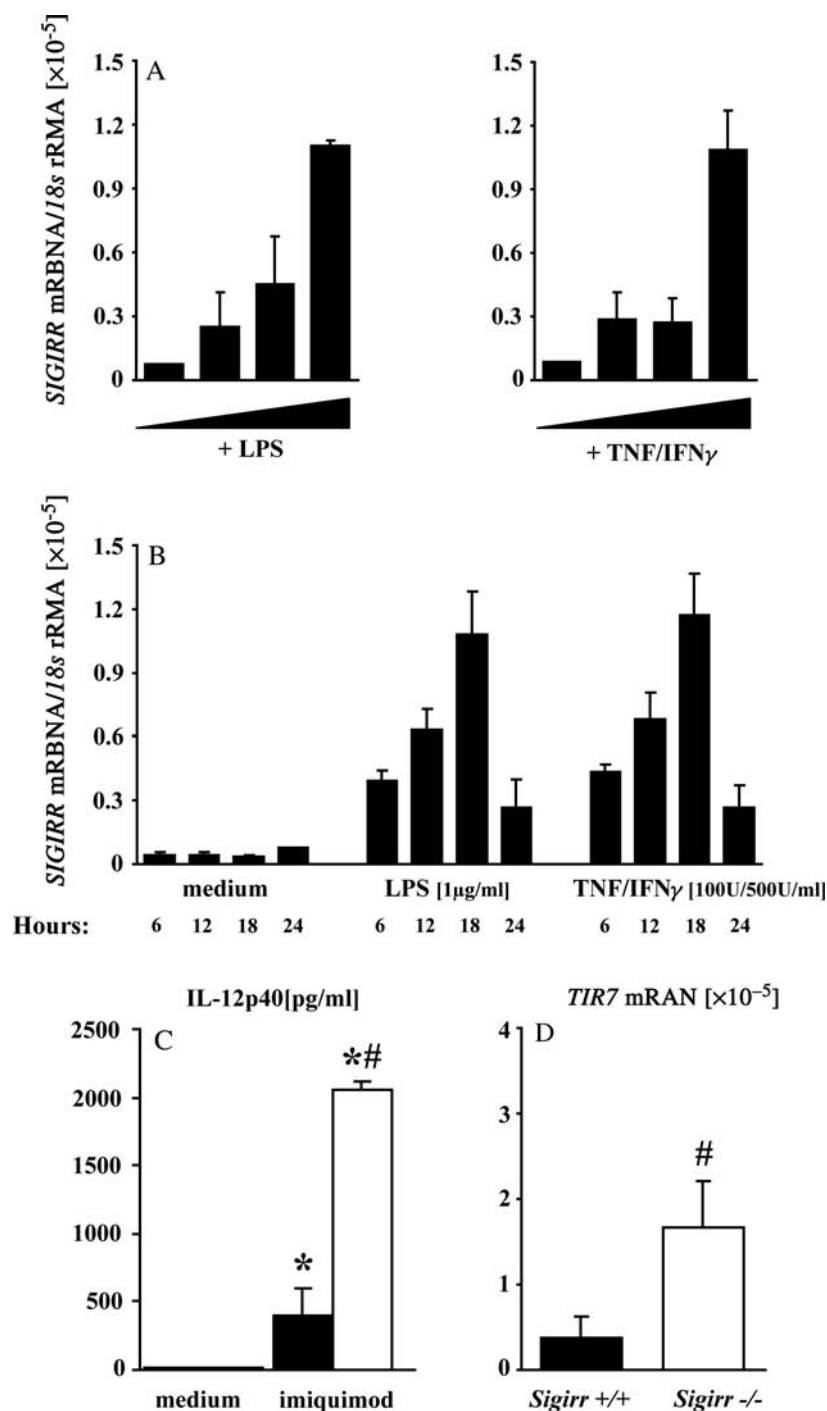 SIGIRR mRBNA/18s rRMA [×10-5]
A
1.5
1.2
0.9
0.6
0.3
0
+ LPS
1.5
1.2
0.9
0.6
0.3
0
+ TNF/IFNγ
SIGIRR mRBNA/18s rRMA [×10-5]
B
1.5
1.2
0.9
0.6
0.3
0
medium LPS [1µg/ml] TNF/IFNγ [100U/500U/ml]
Hours: 6 12 18 24 6 12 18 24 6 12 18 24
IL-12p40[pg/ml]
C
2500
2000
1500
1000
500
0
*
*#
medium imiquimod
TIR7 mRAN [×10–5]
D
4
3
2
1
0
#
Sigirr +/+ Sigirr -/-